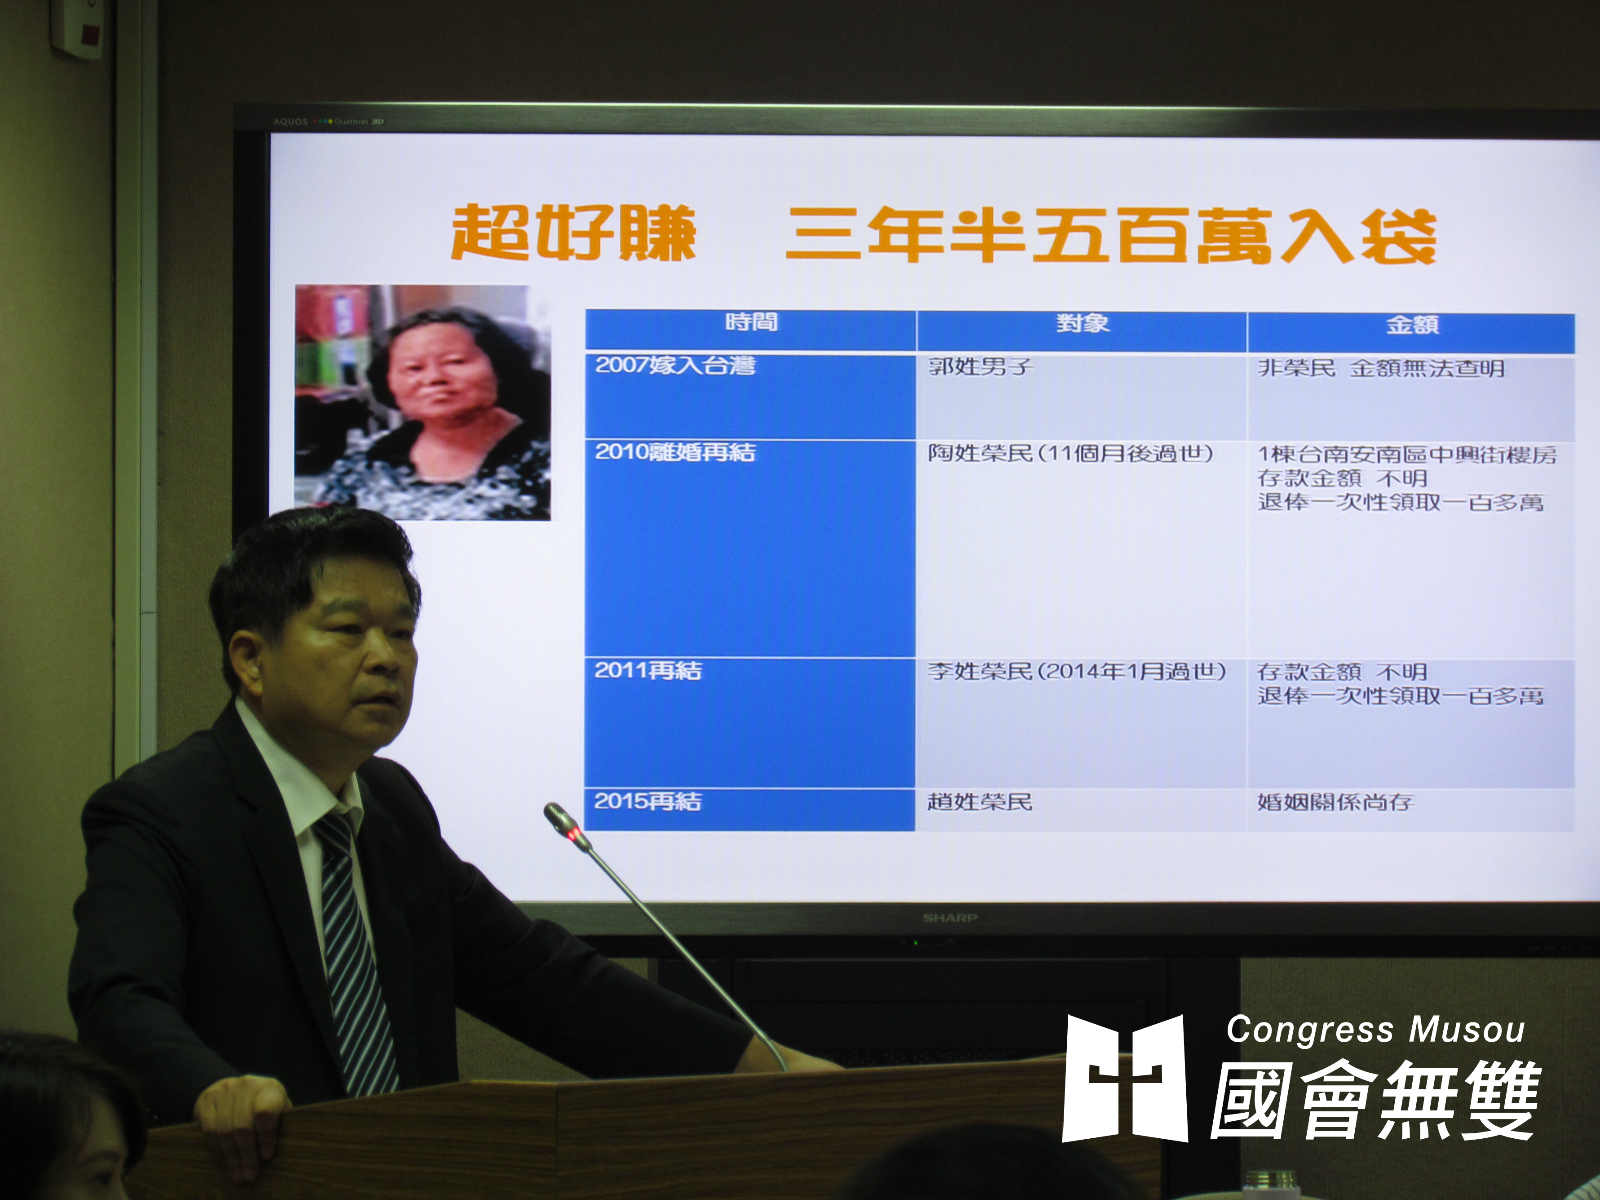 AQUOS Quattron 3D
超好賺 三年半五百萬入袋
時間 對象 金額
2007嫁入台灣 郭姓男子 非榮民 金額無法查明
2010離婚再結 陶姓榮民(11個月後過世) 1棟台南安南區中興街樓房
存款金額 不明
退俸一次性領取一百多萬
2011再結 李姓榮民(2014年1月過世) 存款金額 不明
退俸一次性領取一百多萬
2015再結 趙姓榮民 婚姻關係尚存
SHARP
Congress Musou
國會無雙